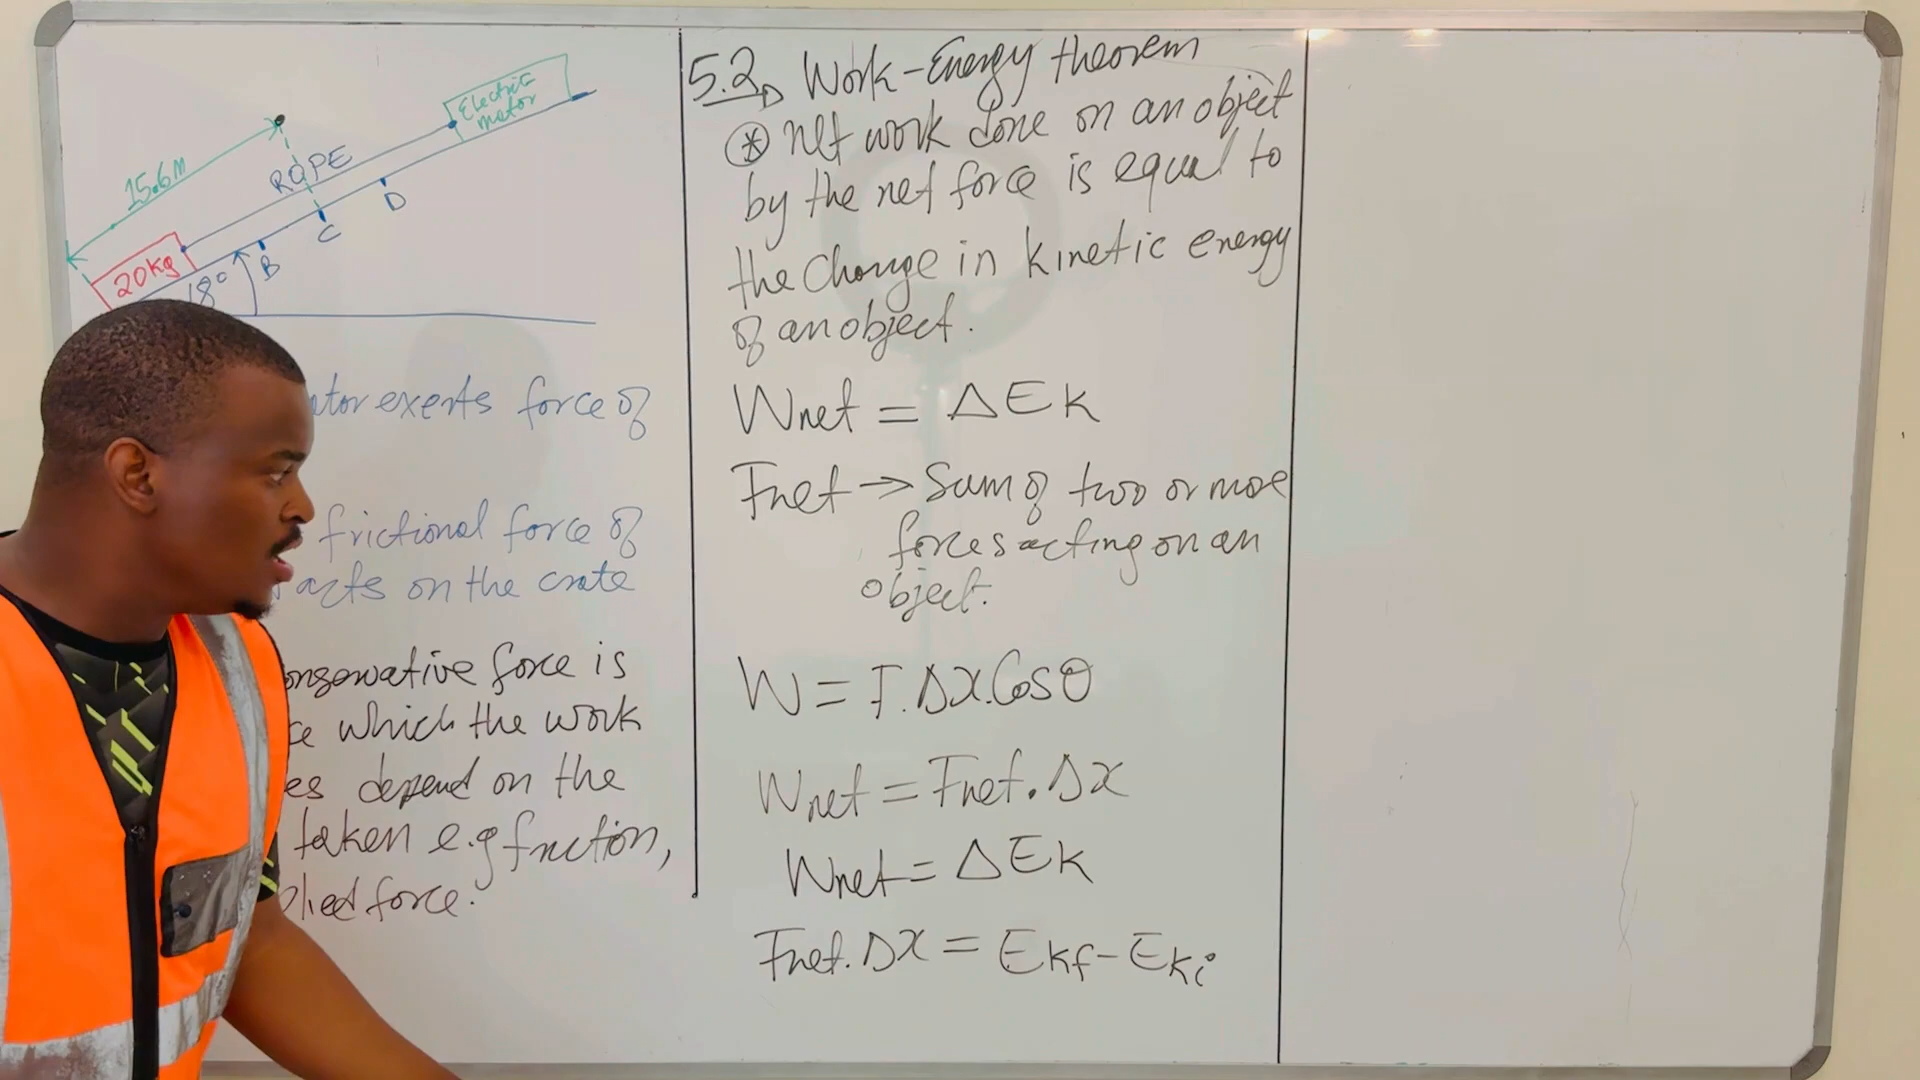 Electric
motor
15.6M
ROPE
D
C
B
20kg
18°
exerts force of
frictional force of
acts on the crate
force is
which the work
depend on the
taken e.g friction,
force.
5.2 Work-Energy theorem
* net work done on an object
by the net force is equal to
the change in kinetic energy
of an object.
Wnet = ΔEk
Fnet → Sum of two or more
forces acting on an
object.
W = F.Δx.Cosθ
Wnet = Fnet.Δx
Wnet = ΔEk
Fnet.Δx = Ekf - Eki